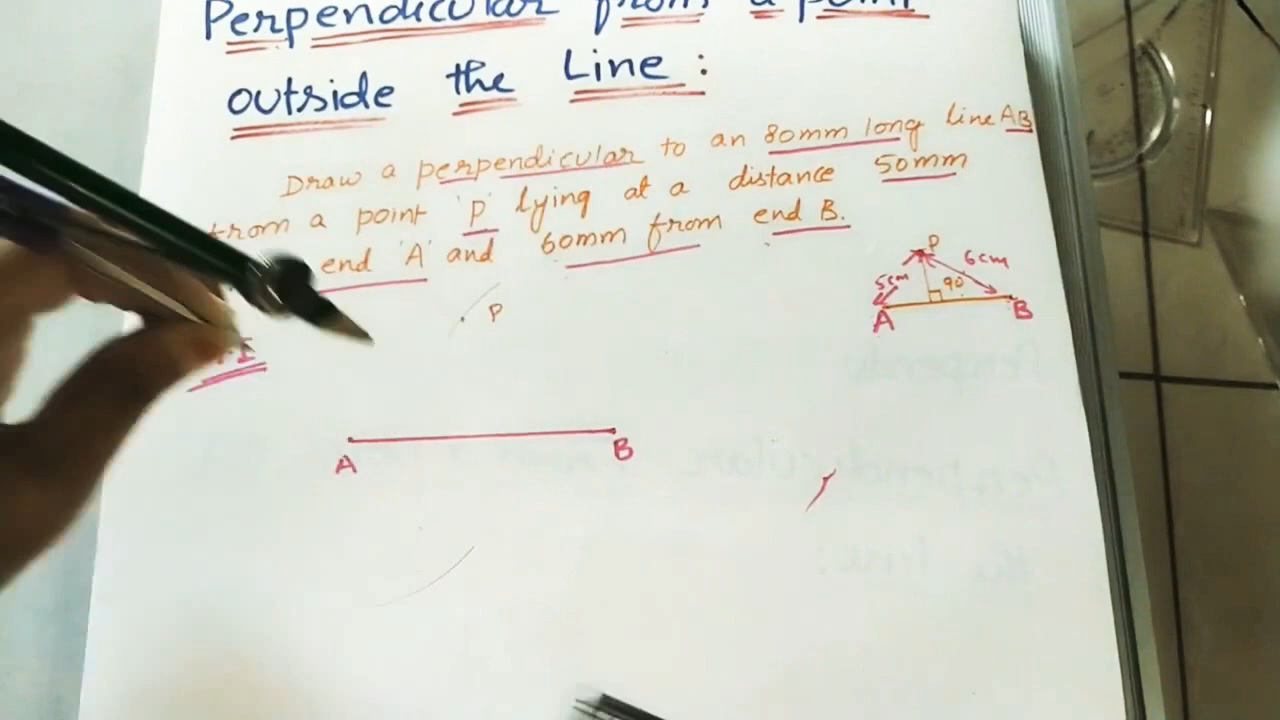 Perpendicular from a point
outside the Line:
Draw a perpendicular to an 80mm long line AB
from a point 'P' lying at a distance 50mm
end 'A' and 60mm from end B.
P
6cm
5cm
90
A
B
P
A
B